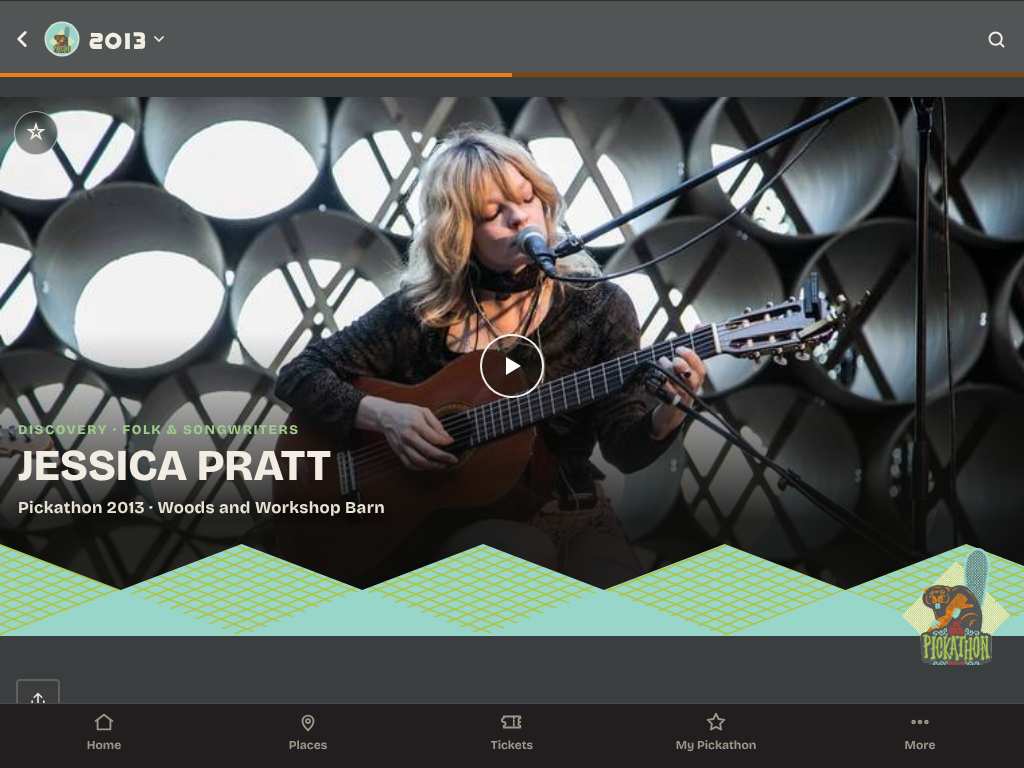 2013
DISCOVERY · FOLK & SONGWRITERS
JESSICA PRATT
Pickathon 2013 · Woods and Workshop Barn
PICKATHON
Home
Places
Tickets
My Pickathon
More